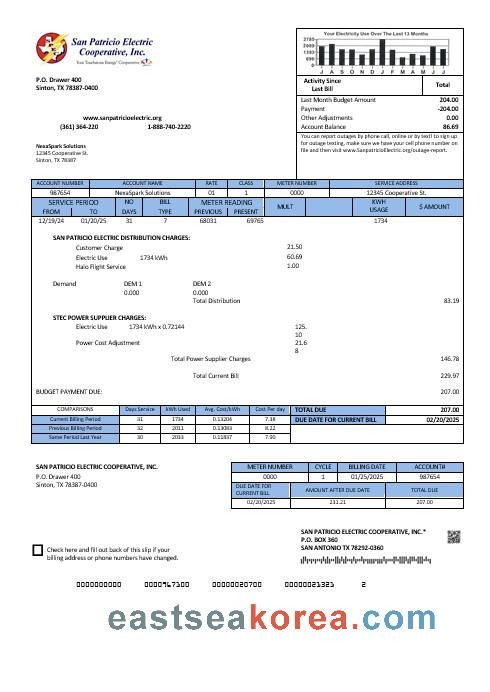 San Patricio Electric
Cooperative, Inc.
Your Touchstone Energy® Cooperative
P.O. Drawer 400
Sinton, TX 78387-0400
www.sanpatricioelectric.org
(361) 364-220 1-888-740-2220
NexaSpark Solutions
12345 Cooperative St.
Sinton, TX 78387
Your Electricity Use Over The Last 13 Months
J A S O N D J F M A M J J
Activity Since
Last Bill
Total
Last Month Budget Amount 204.00
Payment -204.00
Other Adjustments 0.00
Account Balance 86.69
You can report outages by phone call, online or by text! to sign up
for outage texting, make sure we have your cell phone number on
file and then visit www.SanpatricioElectric.org/outage-report.
ACCOUNT NUMBER ACCOUNT NAME RATE CLASS METER NUMBER SERVICE ADDRESS
987654 NexaSpark Solutions 01 1 0000 12345 Cooperative St.
SERVICE PERIOD NO BILL METER READING MULT KWH $ AMOUNT
FROM TO DAYS TYPE PREVIOUS PRESENT USAGE
12/19/24 01/20/25 31 7 68031 69765 1734
SAN PATRICIO ELECTRIC DISTRIBUTION CHARGES:
Customer Charge 21.50
Electric Use 1734 kWh 60.69
Halo Flight Service 1.00
Demand DEM 1 DEM 2
0.000 0.000
Total Distribution 83.19
STEC POWER SUPPLIER CHARGES:
Electric Use 1734 kWh x 0.72144 125.
10
Power Cost Adjustment 21.6
8
Total Power Supplier Charges 146.78
Total Current Bill 229.97
BUDGET PAYMENT DUE: 207.00
COMPARISONS Days Service kWh Used Avg. Cost/kWh Cost Per day
Current Billing Period 31 1734 0.13204 7.38
Previous Billing Period 32 2011 0.13083 8.22
Same Period Last Year 30 2033 0.11837 7.90
TOTAL DUE 207.00
DUE DATE FOR CURRENT BILL 02/20/2025
SAN PATRICIO ELECTRIC COOPERATIVE, INC.
P.O. Drawer 400
Sinton, TX 78387-0400
METER NUMBER CYCLE BILLING DATE ACCOUNT#
0000 1 01/25/2025 987654
DUE DATE FOR
CURRENT BILL
AMOUNT AFTER DUE DATE TOTAL DUE
02/20/2025 231.21 207.00
SAN PATRICIO ELECTRIC COOPERATIVE, INC.*
P.O. BOX 360
SAN ANTONIO TX 78292-0360
Check here and fill out back of this slip if your
billing address or phone numbers have changed.
0000000000 0000967100 00000020700 00000021321 2
eastseakorea.com